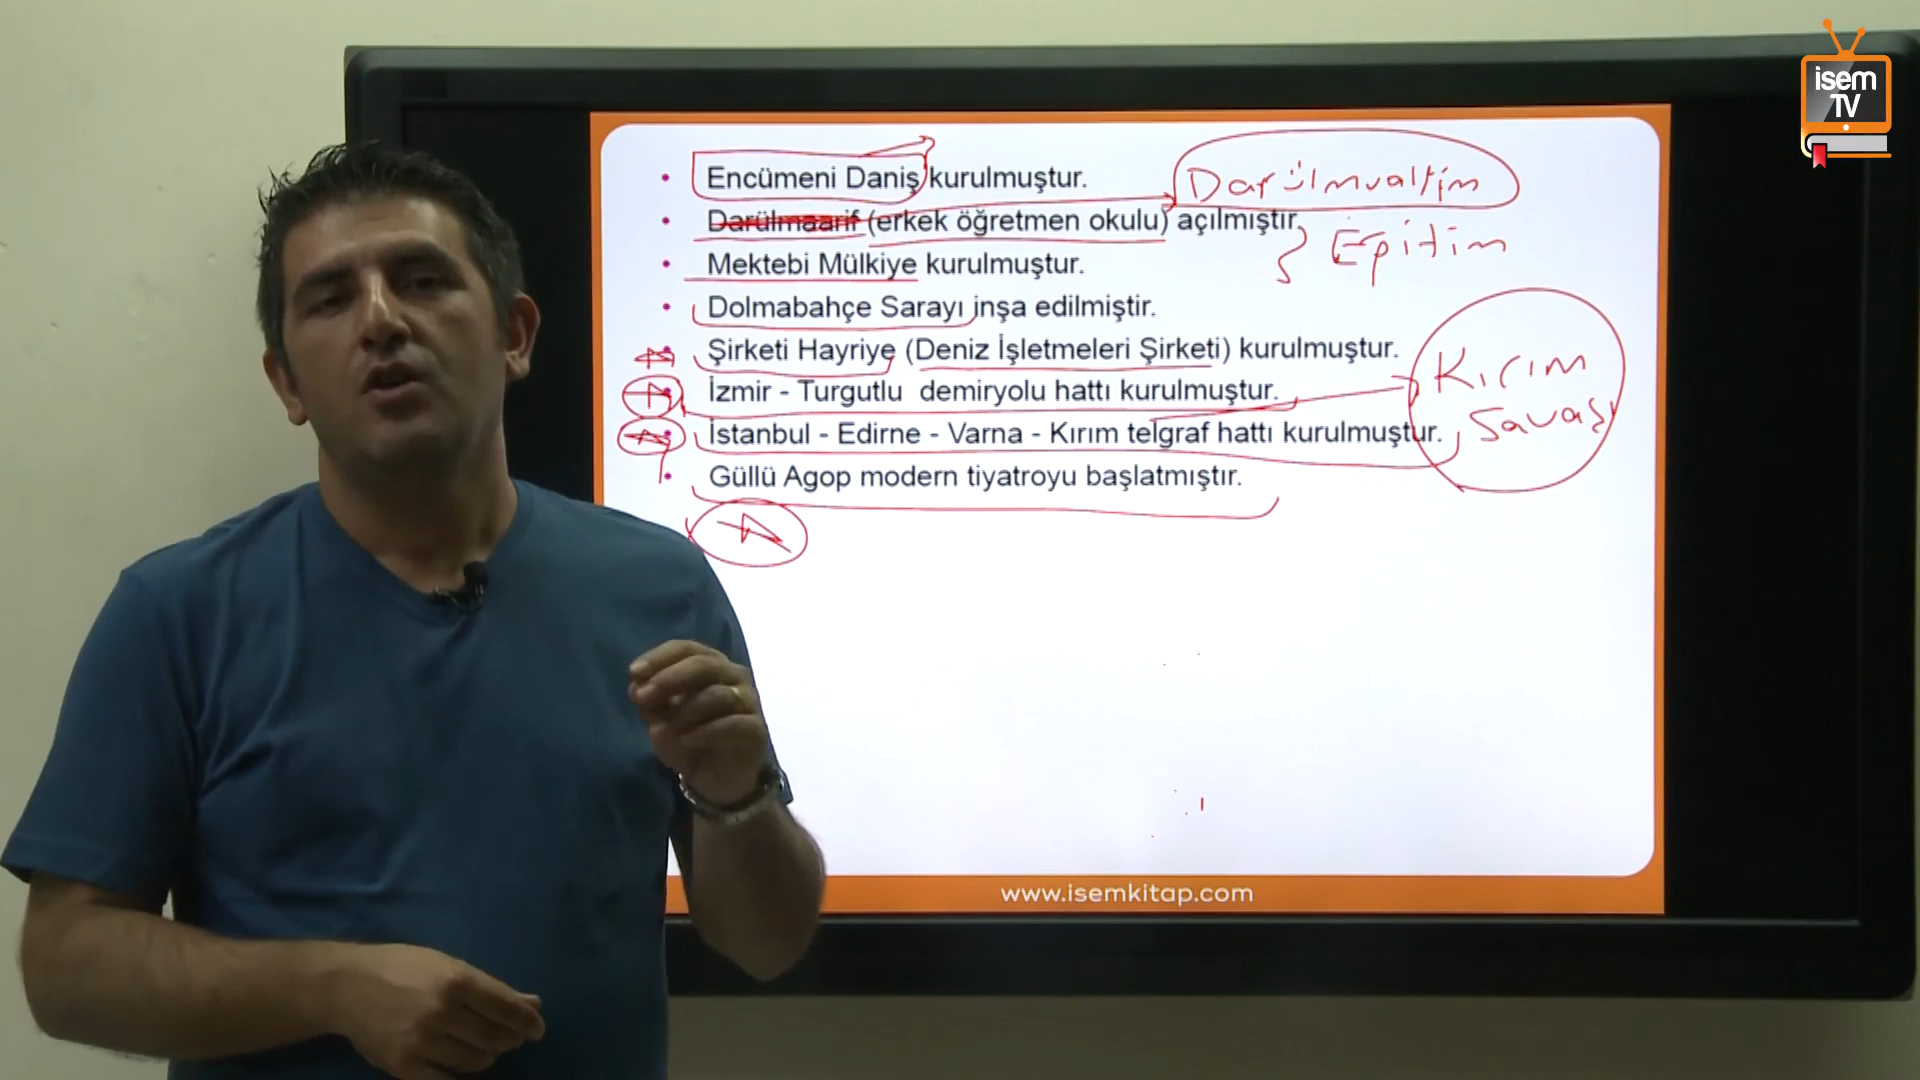 isem
TV
• Encümeni Daniş kurulmuştur.
Darülmuallim
• Darülmaarif (erkek öğretmen okulu) açılmıştır.
Eğitim
• Mektebi Mülkiye kurulmuştur.
• Dolmabahçe Sarayı inşa edilmiştir.
• Şirketi Hayriye (Deniz İşletmeleri Şirketi) kurulmuştur.
• İzmir - Turgutlu demiryolu hattı kurulmuştur.
Kırım
Savaşı
• İstanbul - Edirne - Varna - Kırım telgraf hattı kurulmuştur.
• Güllü Agop modern tiyatroyu başlatmıştır.
www.isemkitap.com